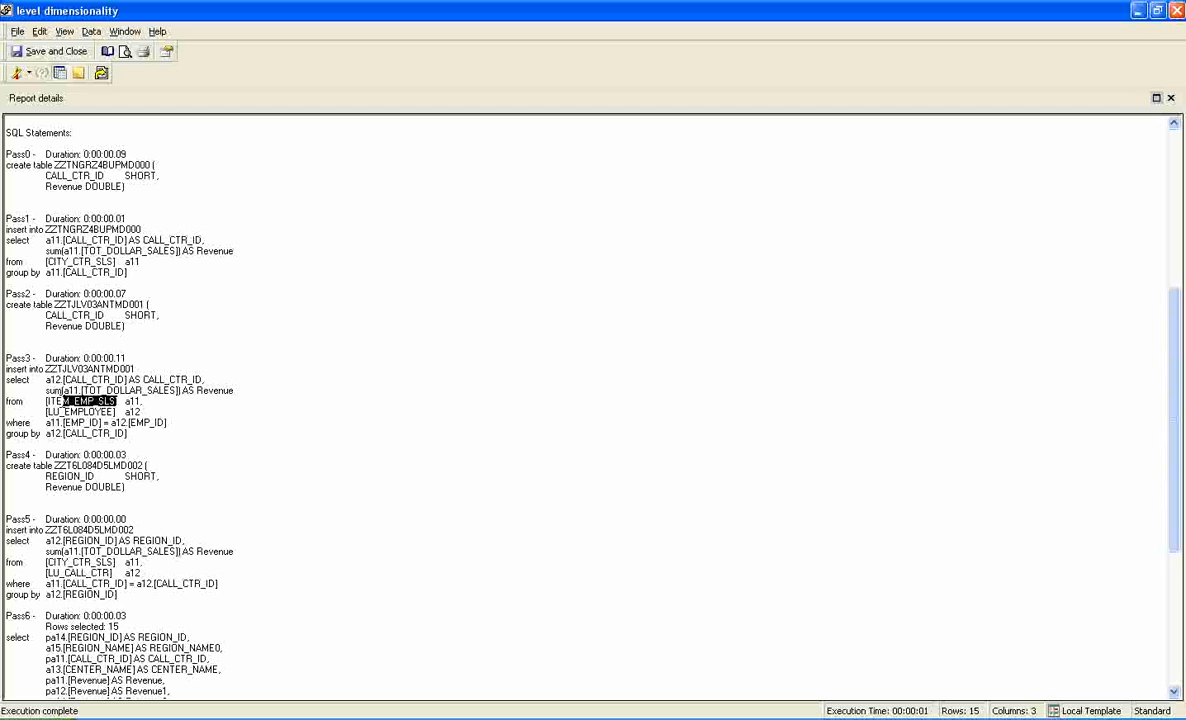 level dimensionality
File Edit View Data Window Help
Save and Close
Report details
SQL Statements:
Pass0 - Duration: 0:00:00.09
create table ZZTNGRZ4BUPMD000 (
CALL_CTR_ID SHORT,
Revenue DOUBLE)
Pass1 - Duration: 0:00:00.01
insert into ZZTNGRZ4BUPMD000
select a11.[CALL_CTR_ID] AS CALL_CTR_ID,
sum(a11.[TOT_DOLLAR_SALES]) AS Revenue
from [CITY_CTR_SLS] a11
group by a11.[CALL_CTR_ID]
Pass2 - Duration: 0:00:00.07
create table ZZTJLV03ANTMD001 (
CALL_CTR_ID SHORT,
Revenue DOUBLE)
Pass3 - Duration: 0:00:00.11
insert into ZZTJLV03ANTMD001
select a12.[CALL_CTR_ID] AS CALL_CTR_ID,
sum(a11.[TOT_DOLLAR_SALES]) AS Revenue
from [ITEM_EMP_SLS] a11,
[LU_EMPLOYEE] a12
where a11.[EMP_ID] = a12.[EMP_ID]
group by a12.[CALL_CTR_ID]
Pass4 - Duration: 0:00:00.03
create table ZZT6L084D5LMD002 (
REGION_ID SHORT,
Revenue DOUBLE)
Pass5 - Duration: 0:00:00.00
insert into ZZT6L084D5LMD002
select a12.[REGION_ID] AS REGION_ID,
sum(a11.[TOT_DOLLAR_SALES]) AS Revenue
from [CITY_CTR_SLS] a11,
[LU_CALL_CTR] a12
where a11.[CALL_CTR_ID] = a12.[CALL_CTR_ID]
group by a12.[REGION_ID]
Pass6 - Duration: 0:00:00.03
Rows selected: 15
select pa14.[REGION_ID] AS REGION_ID,
a15.[REGION_NAME] AS REGION_NAME0,
pa11.[CALL_CTR_ID] AS CALL_CTR_ID,
a13.[CENTER_NAME] AS CENTER_NAME,
pa11.[Revenue] AS Revenue,
pa12.[Revenue] AS Revenue1,
Execution complete Execution Time: 00:00:01 Rows: 15 Columns: 3 Local Template Standard